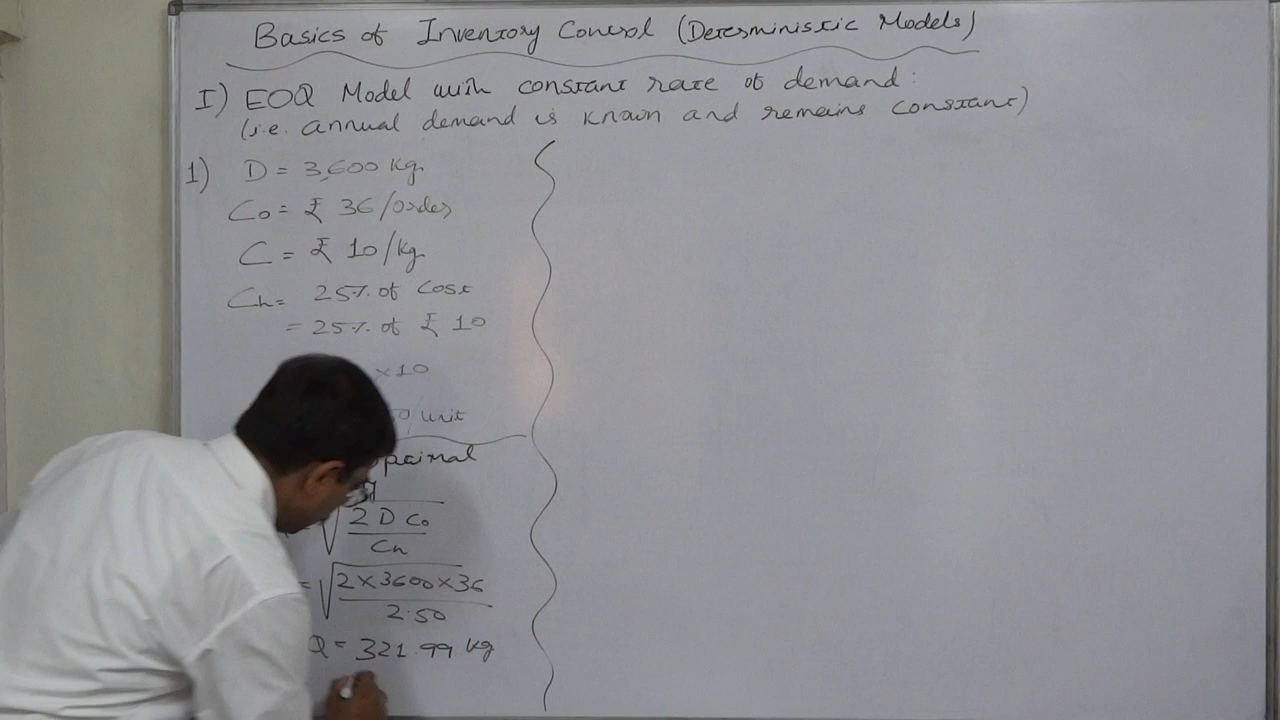 Basics of Inventory Control (Deterministic Models)
I) EOQ Model with constant rate of demand :
(i.e. annual demand is known and remains constant)
1) D = 3,600 kg.
Co = ₹ 36/order
C = ₹ 10/kg.
Ch = 25% of Cost
= 25% of ₹ 10
×10
/unit
= √ 2 D Co
Ch
= √ 2×3600×36
2.50
Q = 321.99 kg